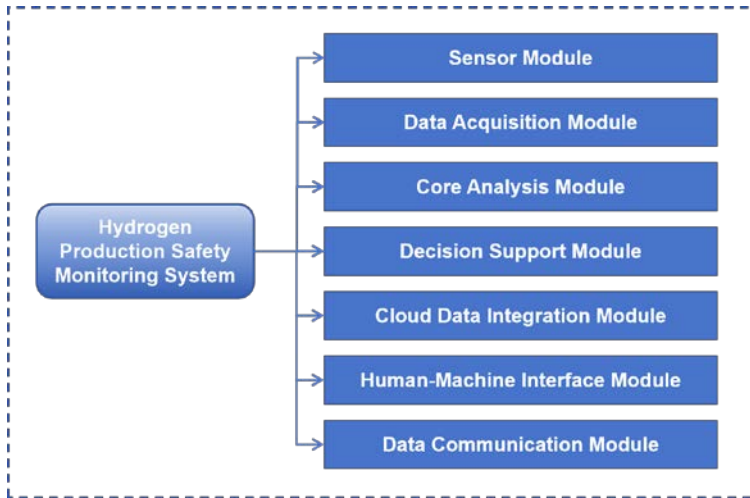 Sensor Module
Data Acquisition Module
Core Analysis Module
Hydrogen
Production Safety
Monitoring System
Decision Support Module
Cloud Data Integration Module
Human-Machine Interface Module
Data Communication Module